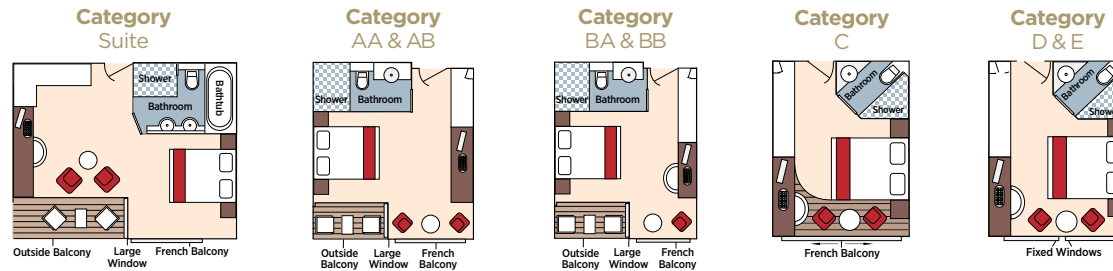 Category
Suite
Shower
Bathroom
Bathtub
Outside Balcony
Large
Window
French Balcony
Category
AA & AB
Shower
Bathroom
Outside
Balcony
Large
Window
French
Balcony
Category
BA & BB
Shower
Bathroom
Outside
Balcony
Large
Window
French
Balcony
Category
C
Bathroom
Shower
French Balcony
Category
D & E
Bathroom
Shower
Fixed Windows